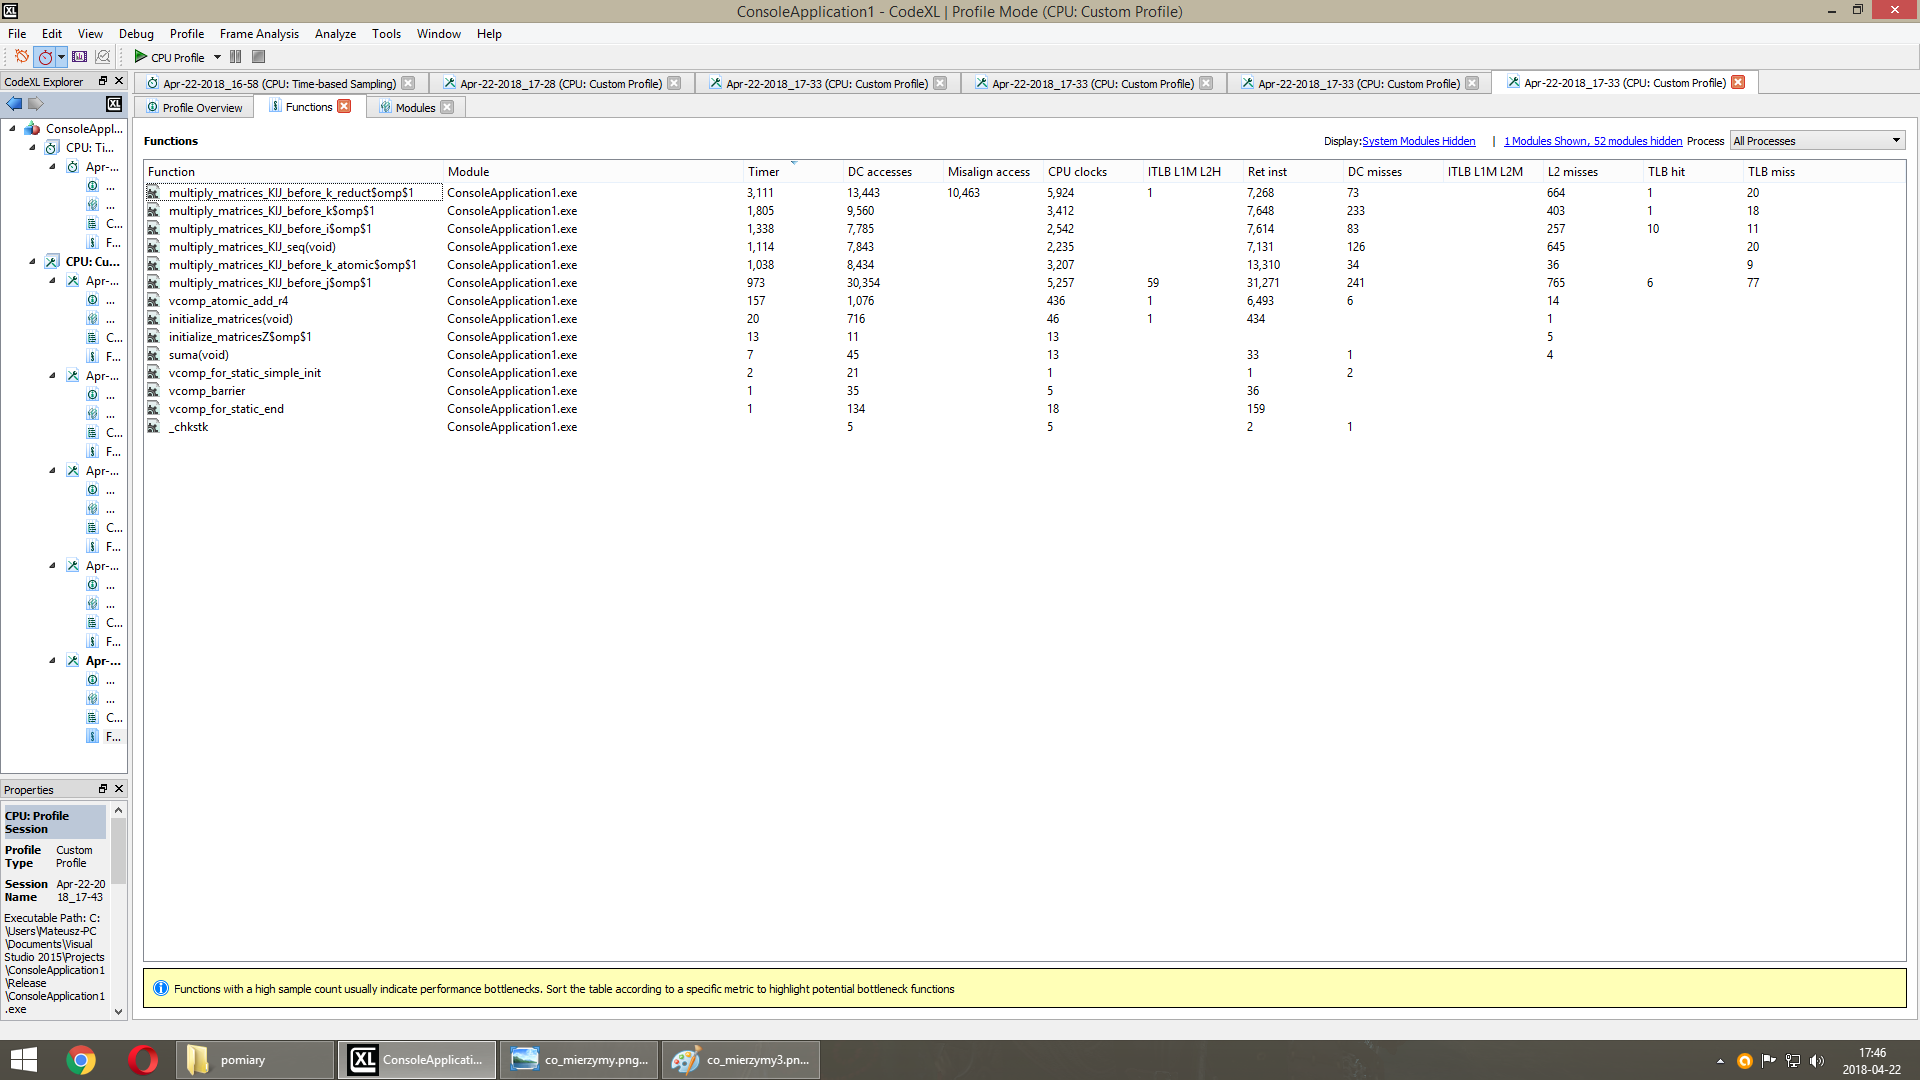 ConsoleApplication1 - CodeXL | Profile Mode (CPU: Custom Profile)
File Edit View Debug Profile Frame Analysis Analyze Tools Window Help
CPU Profile
CodeXL Explorer
Apr-22-2018_16-58 (CPU: Time-based Sampling) Apr-22-2018_17-28 (CPU: Custom Profile) Apr-22-2018_17-33 (CPU: Custom Profile) Apr-22-2018_17-33 (CPU: Custom Profile) Apr-22-2018_17-33 (CPU: Custom Profile) Apr-22-2018_17-33 (CPU: Custom Profile)
Profile Overview Functions Modules
ConsoleAppl...
CPU: Ti...
Apr-...
...
...
C...
F...
CPU: Cu...
Apr-...
...
...
C...
F...
Apr-...
...
...
C...
F...
Apr-...
...
...
C...
F...
Apr-...
...
...
C...
F...
Apr-...
...
...
C...
F...
Functions Display: System Modules Hidden | 1 Modules Shown, 52 modules hidden Process All Processes
Function Module Timer DC accesses Misalign access CPU clocks ITLB L1M L2H Ret inst DC misses ITLB L1M L2M L2 misses TLB hit TLB miss
multiply_matrices_KIJ_before_k_reduct$omp$1 ConsoleApplication1.exe 3,111 13,443 10,463 5,924 1 7,268 73 664 1 20
multiply_matrices_KIJ_before_k$omp$1 ConsoleApplication1.exe 1,805 9,560 3,412 7,648 233 403 1 18
multiply_matrices_KIJ_before_i$omp$1 ConsoleApplication1.exe 1,338 7,785 2,542 7,614 83 257 10 11
multiply_matrices_KIJ_seq(void) ConsoleApplication1.exe 1,114 7,843 2,235 7,131 126 645 20
multiply_matrices_KIJ_before_k_atomic$omp$1 ConsoleApplication1.exe 1,038 8,434 3,207 13,310 34 36 9
multiply_matrices_KIJ_before_j$omp$1 ConsoleApplication1.exe 973 30,354 5,257 59 31,271 241 765 6 77
vcomp_atomic_add_r4 ConsoleApplication1.exe 157 1,076 436 1 6,493 6 14
initialize_matrices(void) ConsoleApplication1.exe 20 716 46 1 434 1
initialize_matricesZ$omp$1 ConsoleApplication1.exe 13 11 13 5
suma(void) ConsoleApplication1.exe 7 45 13 33 1 4
vcomp_for_static_simple_init ConsoleApplication1.exe 2 21 1 1 2
vcomp_barrier ConsoleApplication1.exe 1 35 5 36
vcomp_for_static_end ConsoleApplication1.exe 1 134 18 159
_chkstk ConsoleApplication1.exe 5 5 2 1
Properties
CPU: Profile
Session
Profile Custom
Type Profile
Session Apr-22-20
Name 18_17-43
Executable Path: C:
\Users\Mateusz-PC
\Documents\Visual
Studio 2015\Projects
\ConsoleApplication1
\Release
\ConsoleApplication1
.exe
Functions with a high sample count usually indicate performance bottlenecks. Sort the table according to a specific metric to highlight potential bottleneck functions
pomiary ConsoleApplicati... co_mierzymy.png... co_mierzymy3.pn...
17:46
2018-04-22